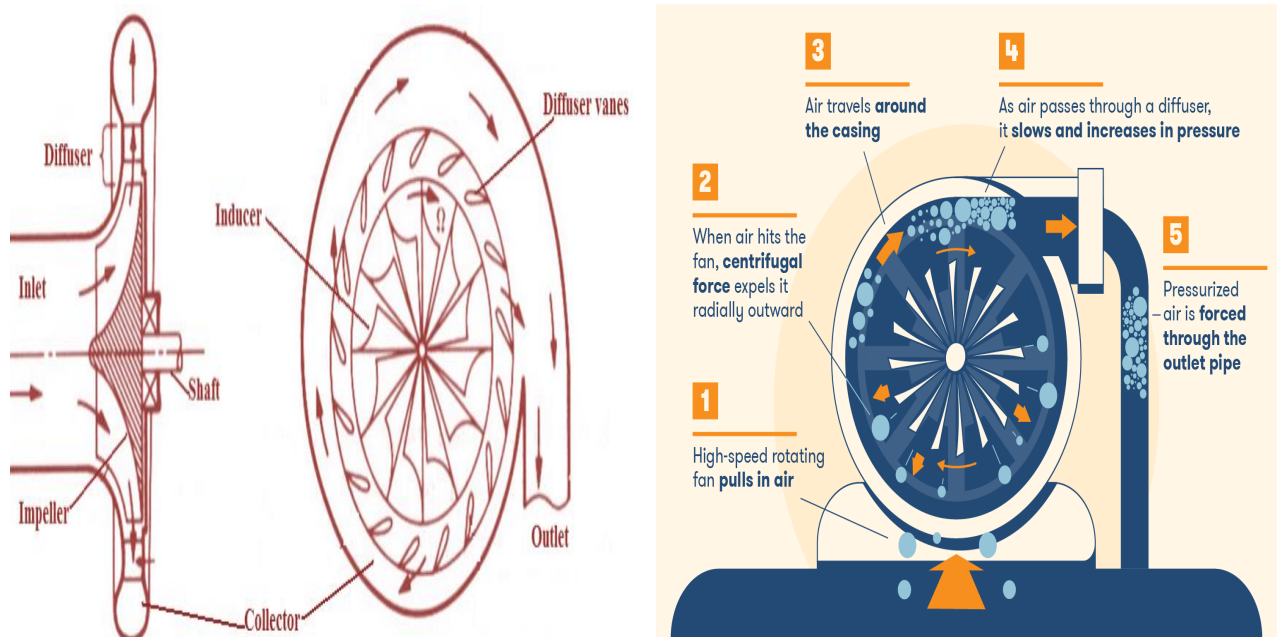 Diffuser
Inlet
Impeller
Shaft
Inducer
Ω
Diffuser vanes
Outlet
Collector
3
Air travels around
the casing
4
As air passes through a diffuser,
it slows and increases in pressure
2
When air hits the
fan, centrifugal
force expels it
radially outward
5
Pressurized
air is forced
through the
outlet pipe
1
High-speed rotating
fan pulls in air